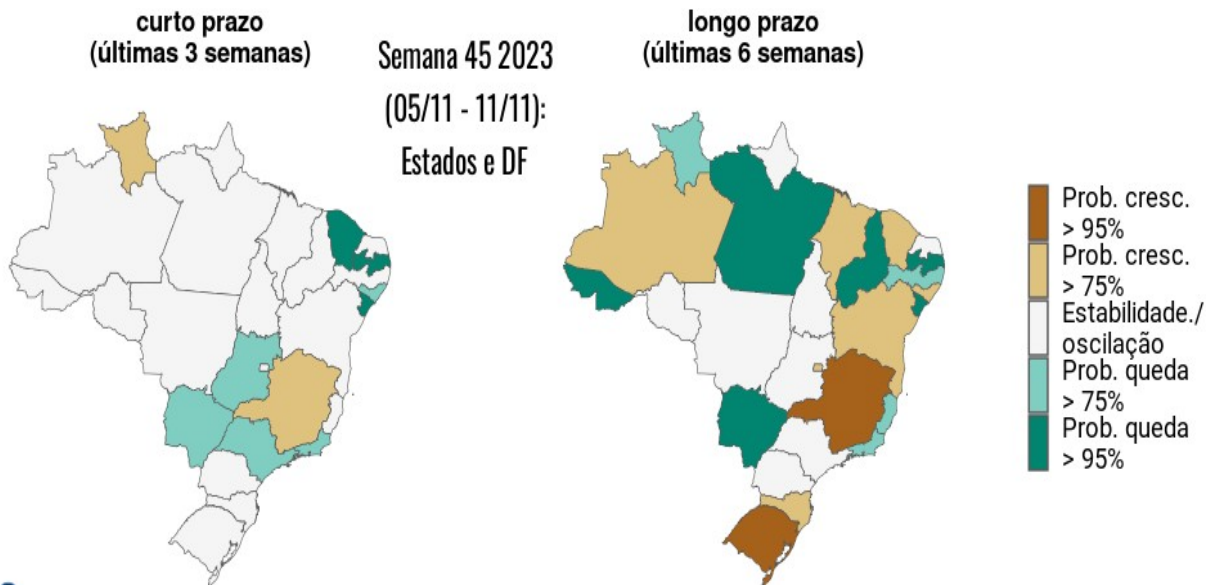 curto prazo
(últimas 3 semanas)
Semana 45 2023
(05/11 - 11/11):
Estados e DF
longo prazo
(últimas 6 semanas)
Prob. cresc.
> 95%
Prob. cresc.
> 75%
Estabilidade./
oscilação
Prob. queda
> 75%
Prob. queda
> 95%